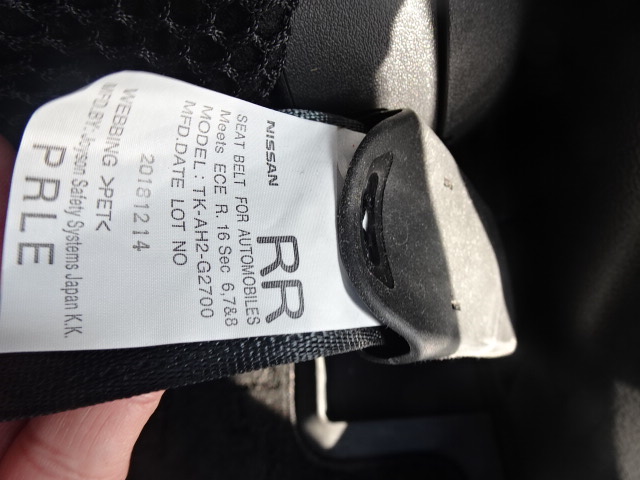 NISSAN
RR
SEAT BELT FOR AUTOMOBILES
Meets ECE R. 16 Sec 6,7&8
MODEL : TK-AH2-G2700
MFD.DATE LOT NO
20181214
WEBBING >PET<
MFD.BY:Joyson Safety Systems Japan K.K.
PRLE